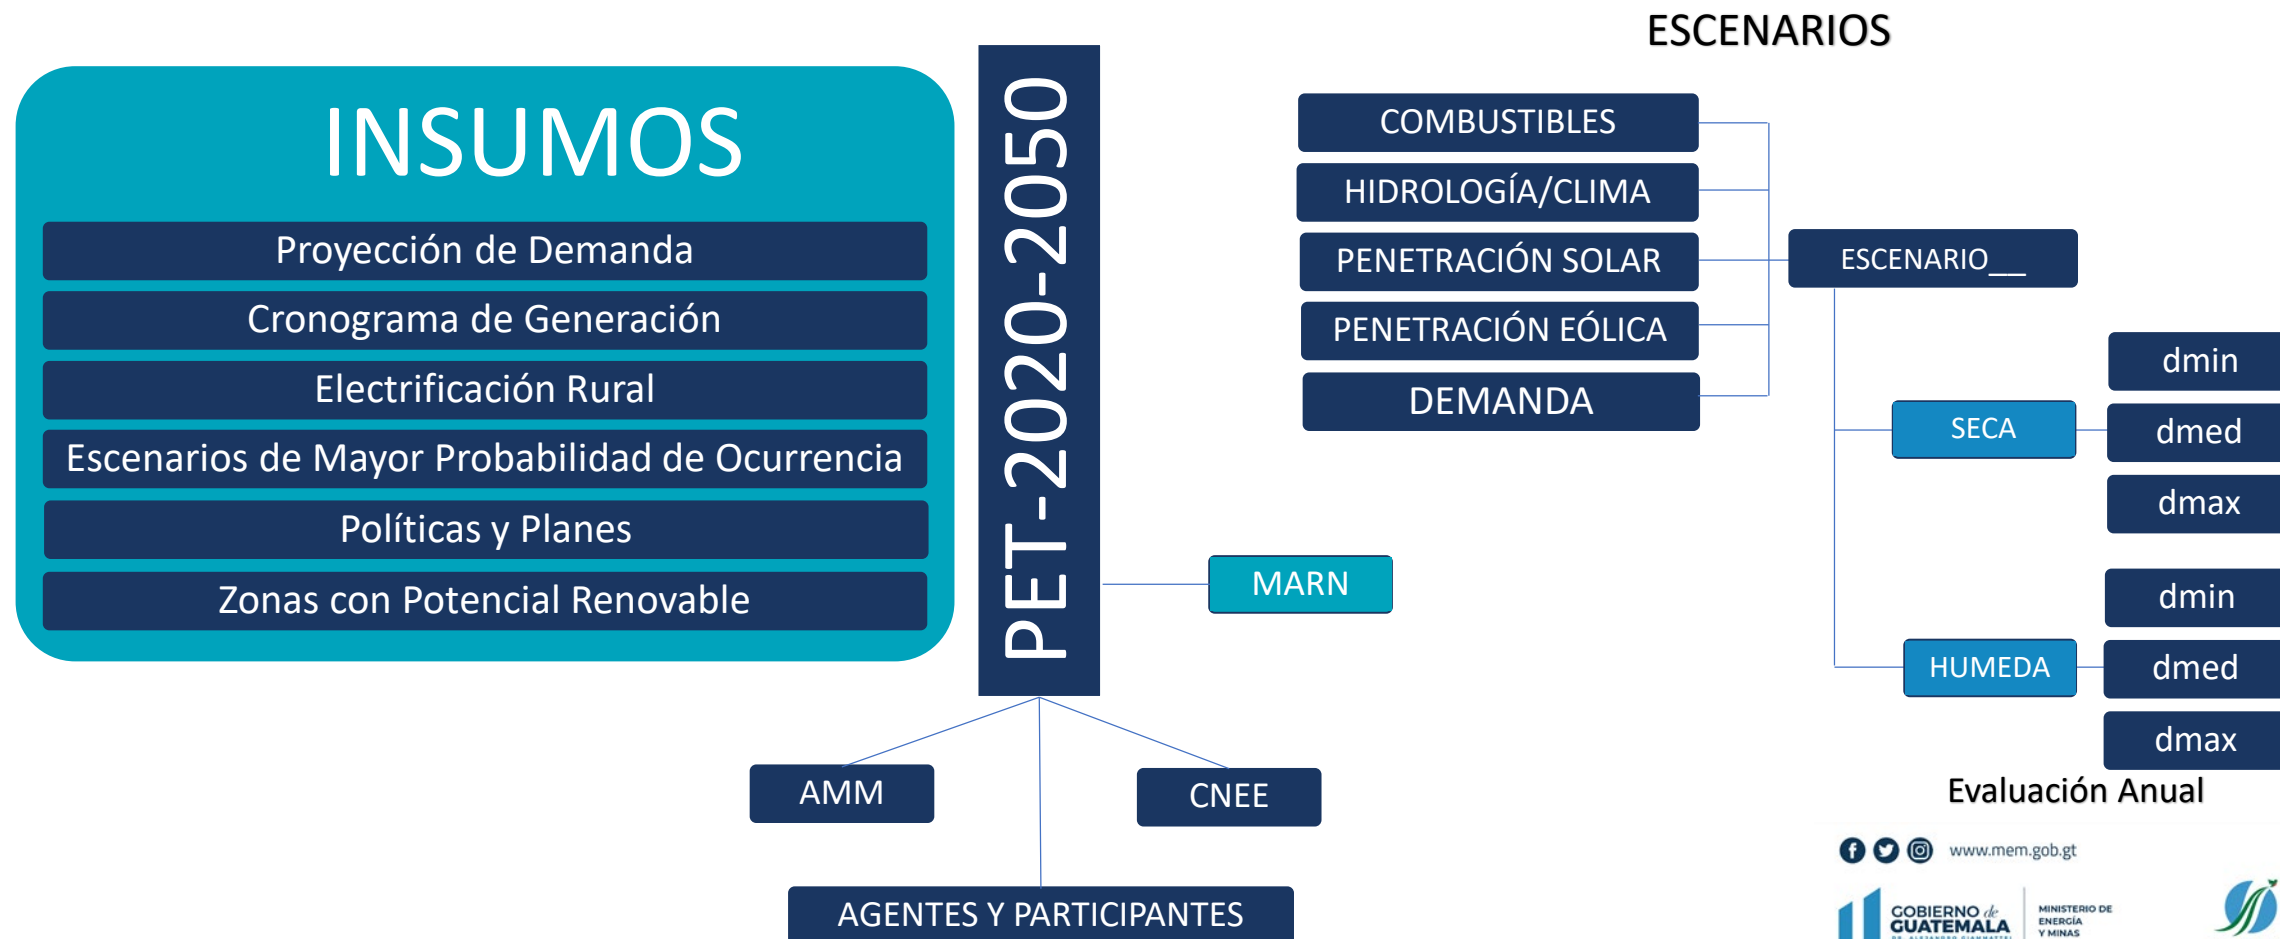 INSUMOS
Proyección de Demanda
Cronograma de Generación
Electrificación Rural
Escenarios de Mayor Probabilidad de Ocurrencia
Políticas y Planes
Zonas con Potencial Renovable
PET-2020-2050
MARN
AMM
CNEE
AGENTES Y PARTICIPANTES
ESCENARIOS
COMBUSTIBLES
HIDROLOGÍA/CLIMA
PENETRACIÓN SOLAR
PENETRACIÓN EÓLICA
DEMANDA
ESCENARIO__
SECA
dmin
dmed
dmax
HUMEDA
dmin
dmed
dmax
Evaluación Anual
www.mem.gob.gt
GOBIERNO de
GUATEMALA
DR. ALEJANDRO GIAMMATTEI
MINISTERIO DE
ENERGÍA
Y MINAS